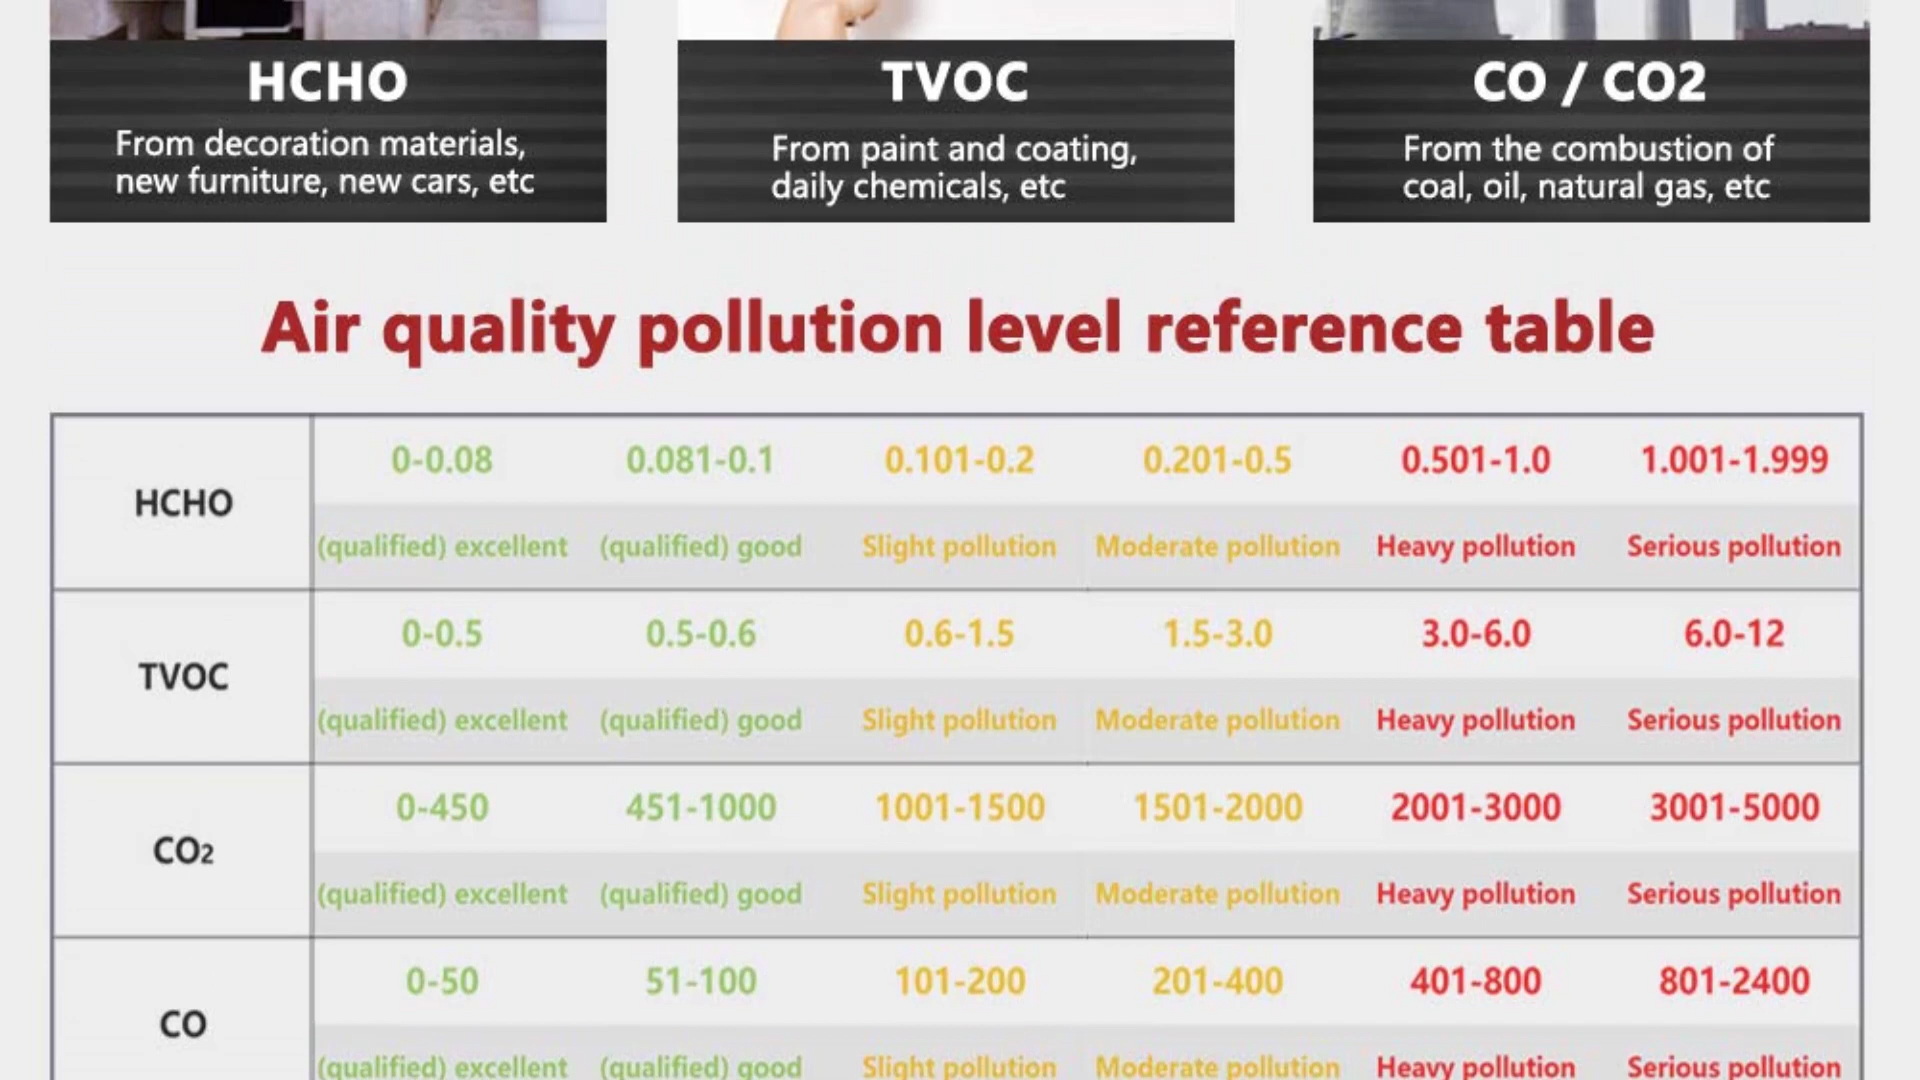 HCHO
From decoration materials,
new furniture, new cars, etc
TVOC
From paint and coating,
daily chemicals, etc
CO / CO2
From the combustion of
coal, oil, natural gas, etc
Air quality pollution level reference table
HCHO
0-0.08 0.081-0.1 0.101-0.2 0.201-0.5 0.501-1.0 1.001-1.999
(qualified) excellent (qualified) good Slight pollution Moderate pollution Heavy pollution Serious pollution
TVOC
0-0.5 0.5-0.6 0.6-1.5 1.5-3.0 3.0-6.0 6.0-12
(qualified) excellent (qualified) good Slight pollution Moderate pollution Heavy pollution Serious pollution
CO₂
0-450 451-1000 1001-1500 1501-2000 2001-3000 3001-5000
(qualified) excellent (qualified) good Slight pollution Moderate pollution Heavy pollution Serious pollution
CO
0-50 51-100 101-200 201-400 401-800 801-2400
(qualified) excellent (qualified) good Slight pollution Moderate pollution Heavy pollution Serious pollution